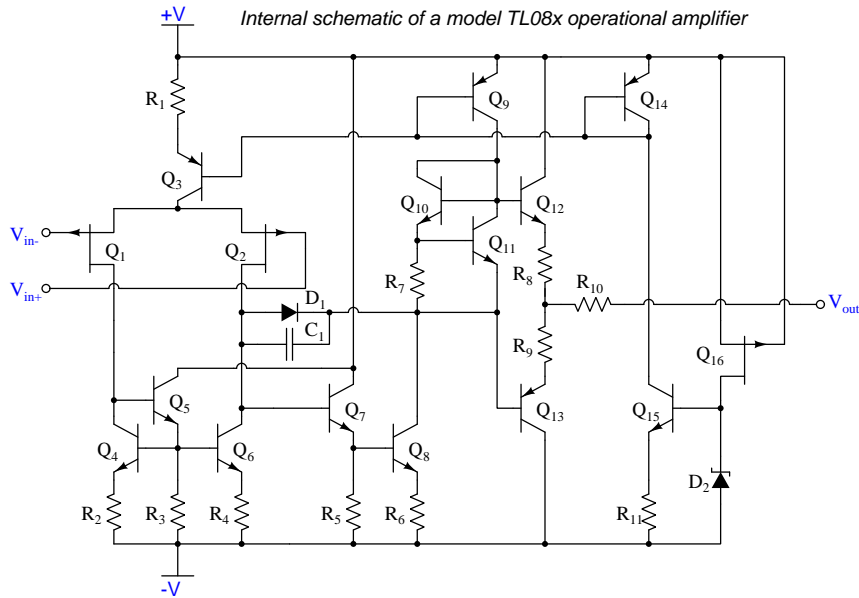 Internal schematic of a model TL08x operational amplifier
+V
R1
Q9
Q14
Q3
Q10
Q12
Vin-
Q1
Q2
Q11
R7
R8
R10
Vin+
D1
Vout
C1
R9
Q16
Q5
Q7
Q13
Q15
Q4
Q6
Q8
D2
R2
R3
R4
R5
R6
R11
-V